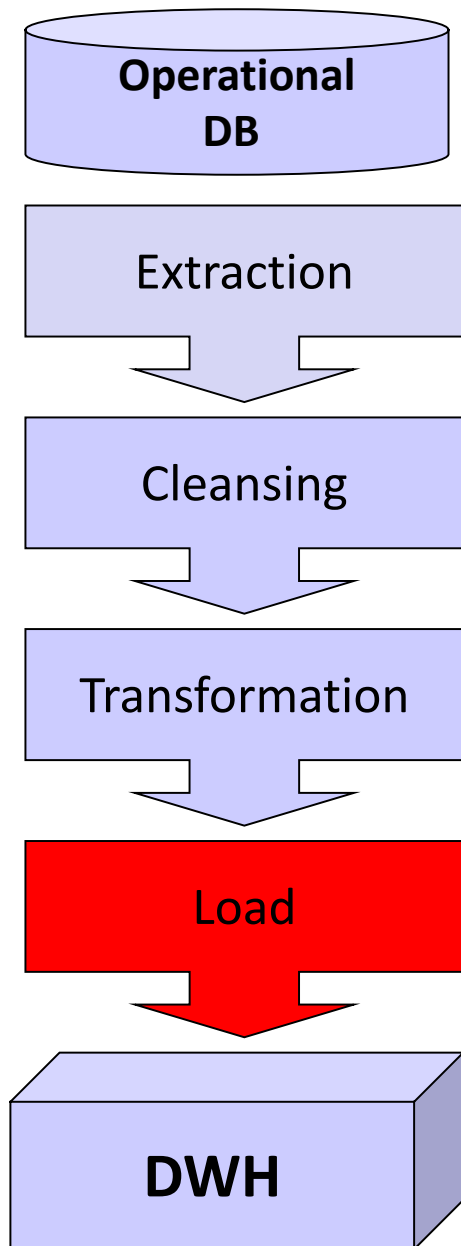 Operational
DB
Extraction
Cleansing
Transformation
Load
DWH